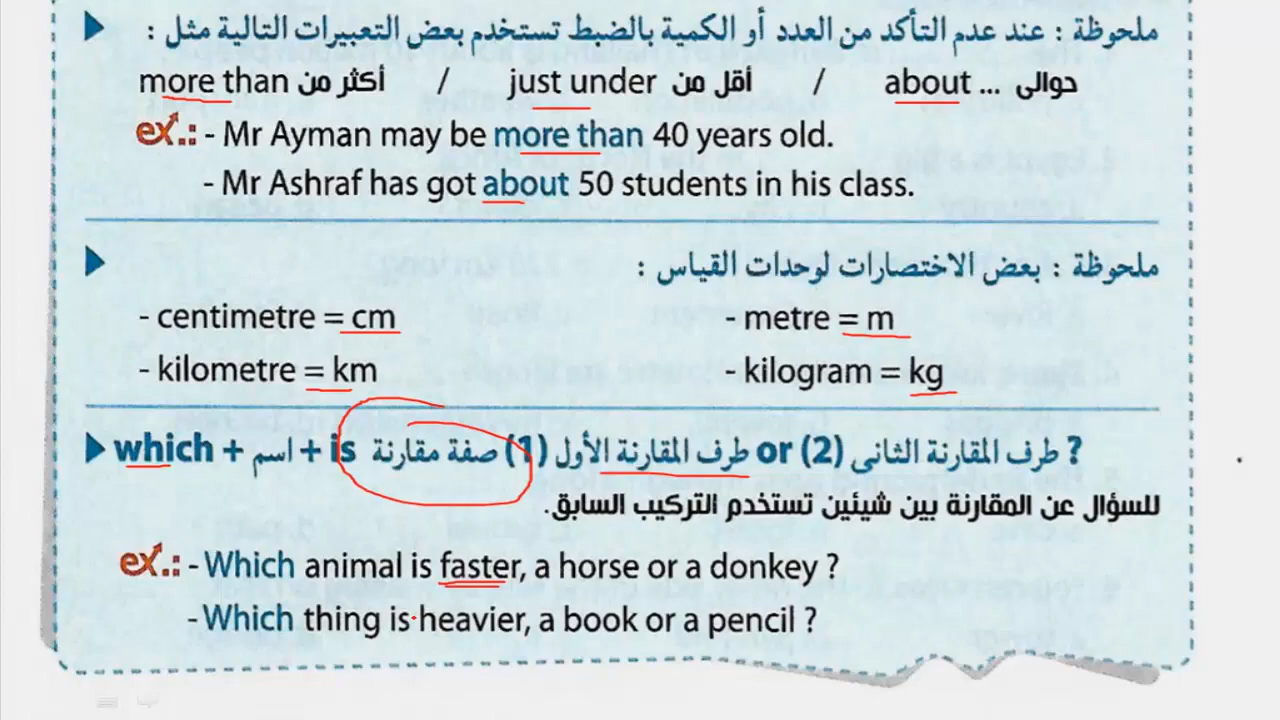 ملحوظة : عند عدم التأكد من العدد أو الكمية بالضبط تستخدم بعض التعبيرات التالية مثل :
more than أكثر من / just under أقل من / about ... حوالى
ex.: - Mr Ayman may be more than 40 years old.
- Mr Ashraf has got about 50 students in his class.
ملحوظة : بعض الاختصارات لوحدات القياس :
- centimetre = cm - metre = m
- kilometre = km - kilogram = kg
which + اسم + is صفة مقارنة (1) طرف المقارنة الأول or (2) طرف المقارنة الثانى ?
للسؤال عن المقارنة بين شيئين تستخدم التركيب السابق.
ex.: - Which animal is faster, a horse or a donkey ?
- Which thing is heavier, a book or a pencil ?